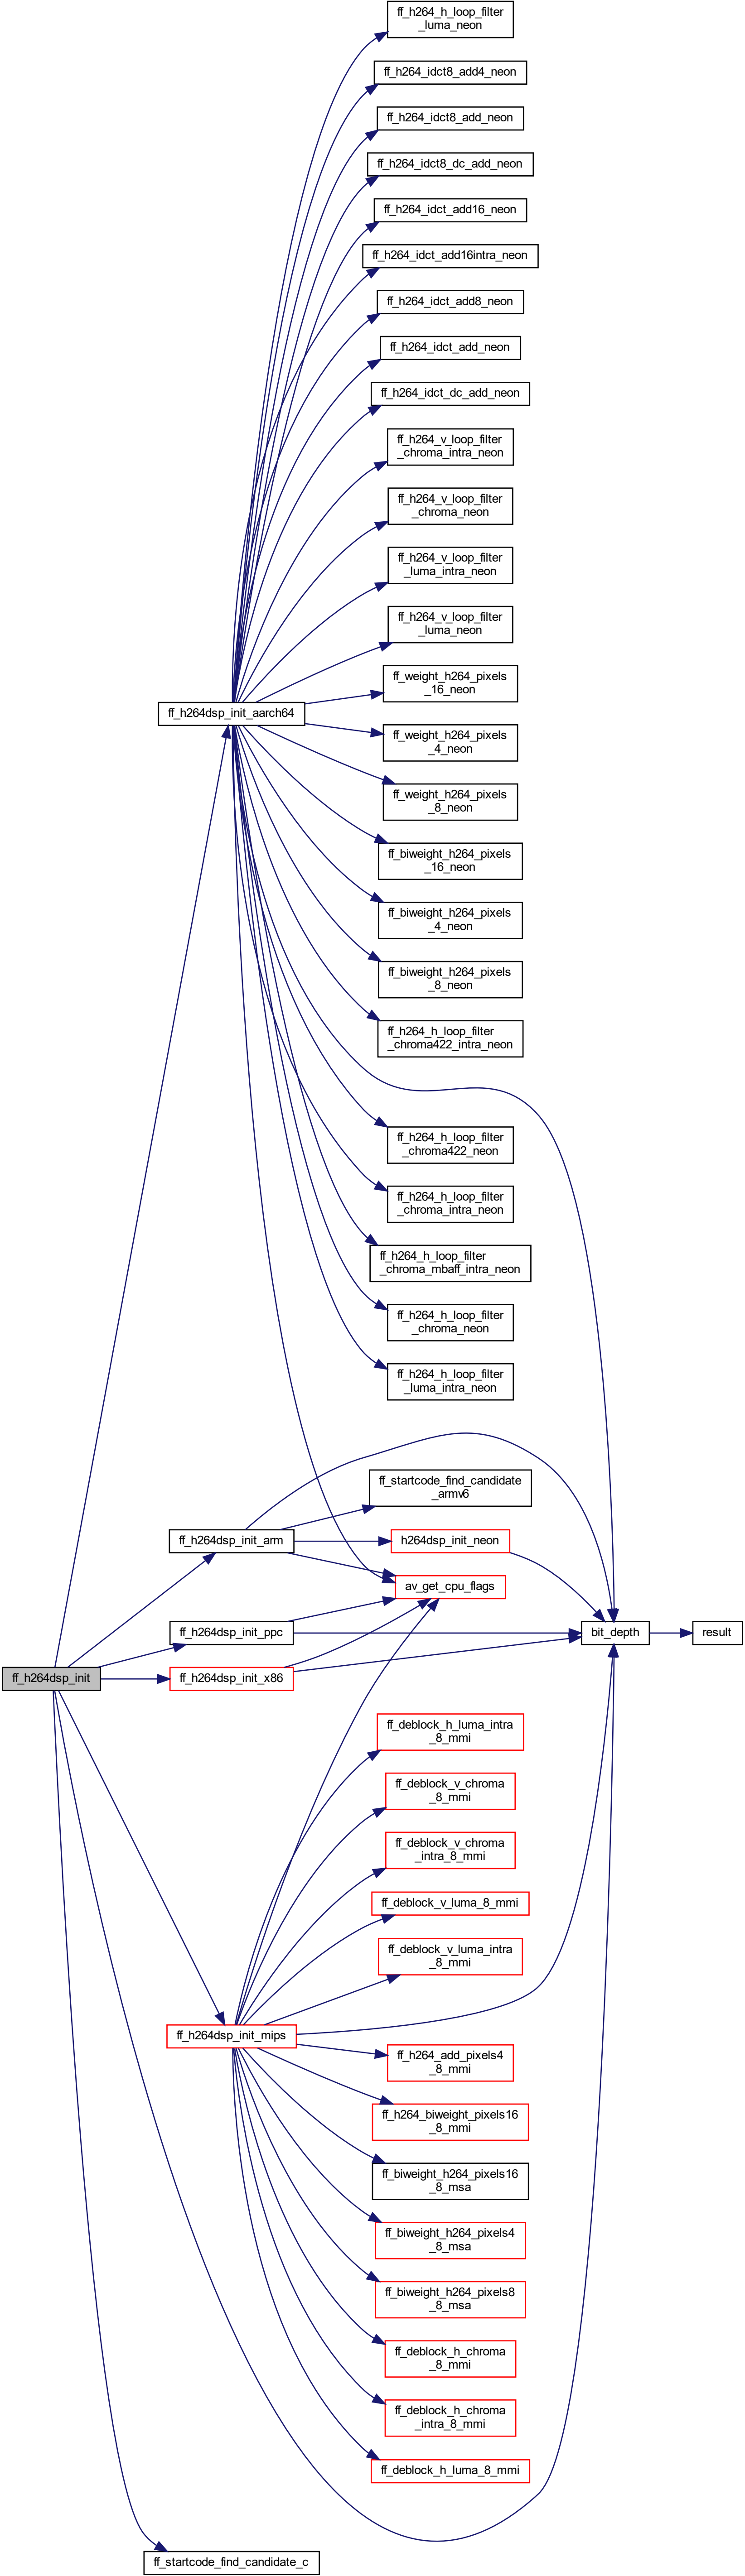 ff_h264_h_loop_filter
_luma_neon
ff_h264_idct8_add4_neon
ff_h264_idct8_add_neon
ff_h264_idct8_dc_add_neon
ff_h264_idct_add16_neon
ff_h264_idct_add16intra_neon
ff_h264_idct_add8_neon
ff_h264_idct_add_neon
ff_h264_idct_dc_add_neon
ff_h264_v_loop_filter
_chroma_intra_neon
ff_h264_v_loop_filter
_chroma_neon
ff_h264_v_loop_filter
_luma_intra_neon
ff_h264_v_loop_filter
_luma_neon
ff_weight_h264_pixels
_16_neon
ff_h264dsp_init_aarch64
ff_weight_h264_pixels
_4_neon
ff_weight_h264_pixels
_8_neon
ff_biweight_h264_pixels
_16_neon
ff_biweight_h264_pixels
_4_neon
ff_biweight_h264_pixels
_8_neon
ff_h264_h_loop_filter
_chroma422_intra_neon
ff_h264_h_loop_filter
_chroma422_neon
ff_h264_h_loop_filter
_chroma_intra_neon
ff_h264_h_loop_filter
_chroma_mbaff_intra_neon
ff_h264_h_loop_filter
_chroma_neon
ff_h264_h_loop_filter
_luma_intra_neon
ff_startcode_find_candidate
_armv6
ff_h264dsp_init_arm
h264dsp_init_neon
av_get_cpu_flags
ff_h264dsp_init_ppc
bit_depth
result
ff_h264dsp_init
ff_h264dsp_init_x86
ff_deblock_h_luma_intra
_8_mmi
ff_deblock_v_chroma
_8_mmi
ff_deblock_v_chroma
_intra_8_mmi
ff_deblock_v_luma_8_mmi
ff_deblock_v_luma_intra
_8_mmi
ff_h264dsp_init_mips
ff_h264_add_pixels4
_8_mmi
ff_h264_biweight_pixels16
_8_mmi
ff_biweight_h264_pixels16
_8_msa
ff_biweight_h264_pixels4
_8_msa
ff_biweight_h264_pixels8
_8_msa
ff_deblock_h_chroma
_8_mmi
ff_deblock_h_chroma
_intra_8_mmi
ff_deblock_h_luma_8_mmi
ff_startcode_find_candidate_c